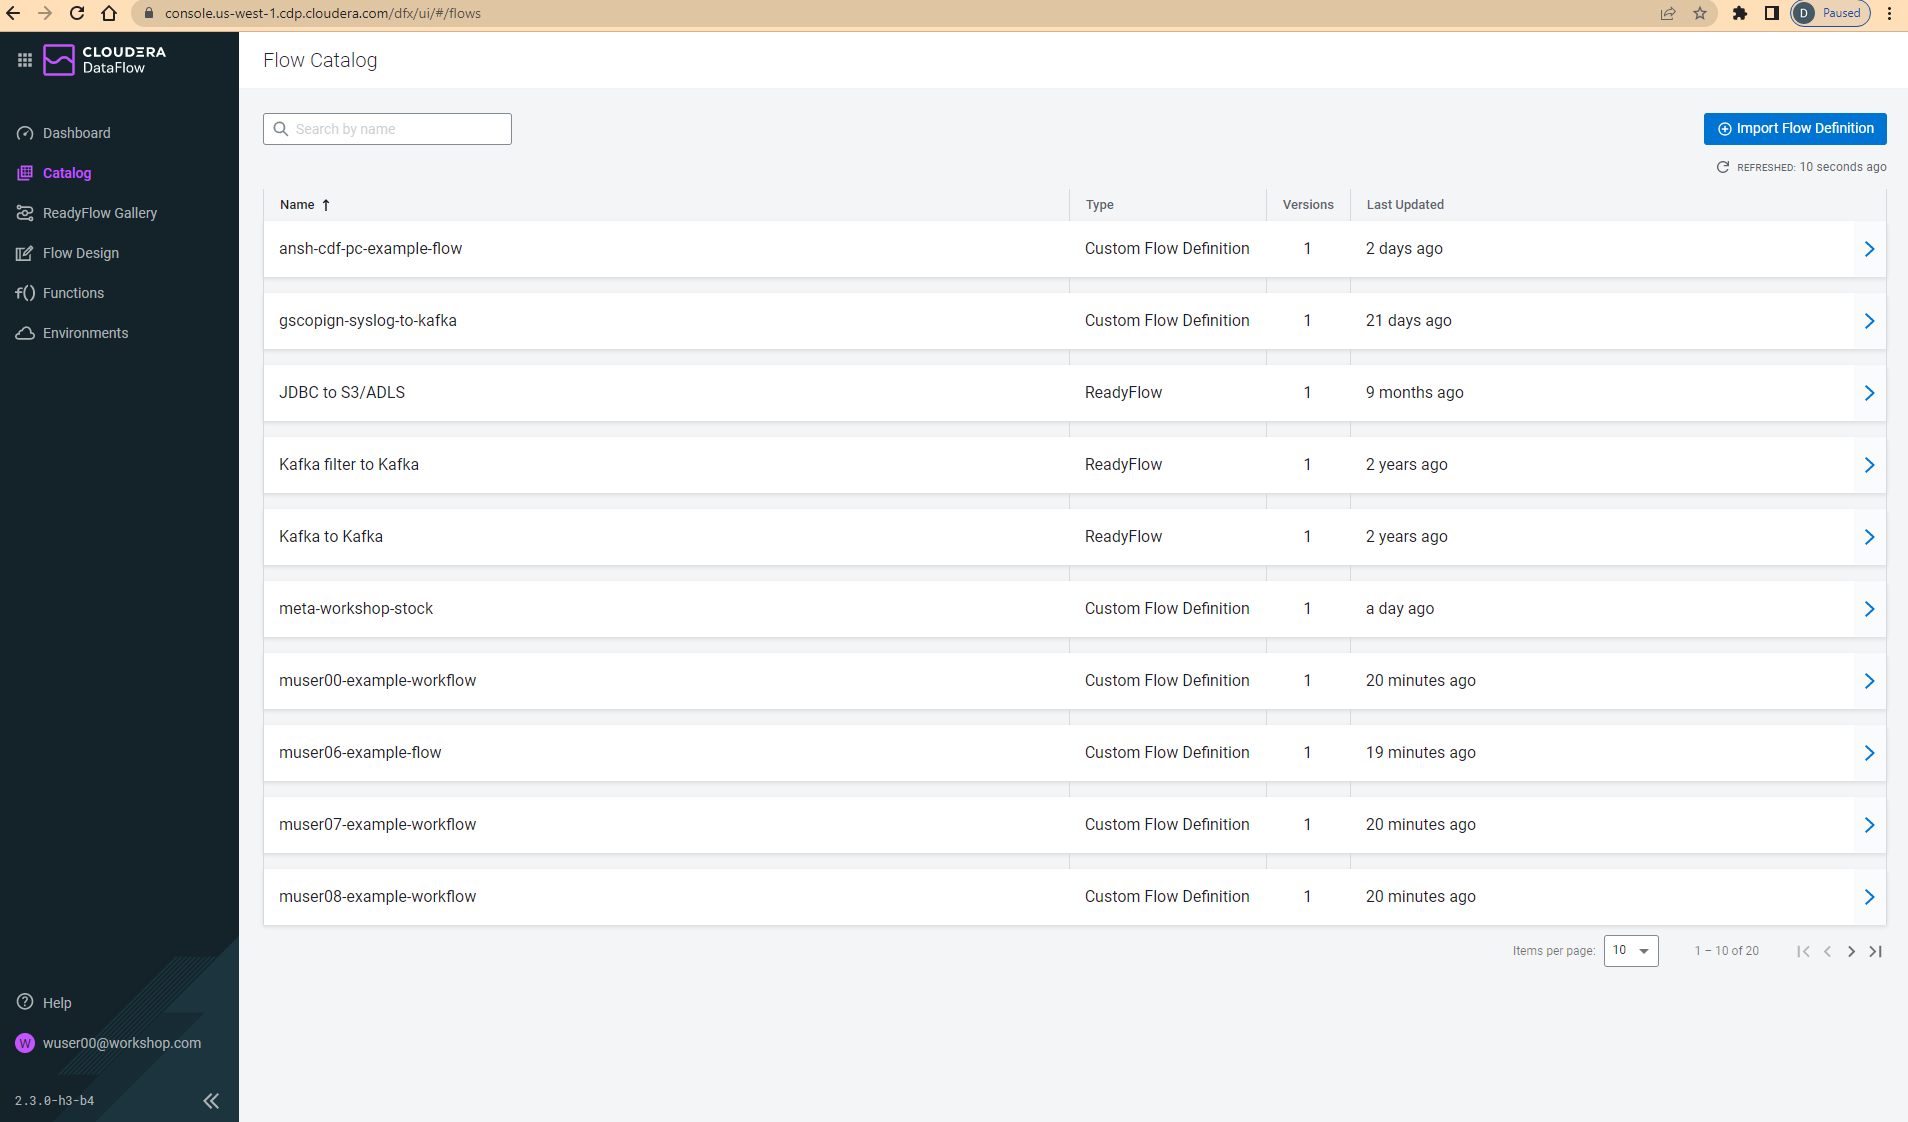 console.us-west-1.cdp.cloudera.com/dfx/ui/#/flows
D Paused
CLOUDERA
DataFlow
Dashboard
Catalog
ReadyFlow Gallery
Flow Design
f() Functions
Environments
Help
W wuser00@workshop.com
2.3.0-h3-b4
Flow Catalog
Search by name
Import Flow Definition
REFRESHED: 10 seconds ago
Name Type Versions Last Updated
ansh-cdf-pc-example-flow Custom Flow Definition 1 2 days ago
gscopign-syslog-to-kafka Custom Flow Definition 1 21 days ago
JDBC to S3/ADLS ReadyFlow 1 9 months ago
Kafka filter to Kafka ReadyFlow 1 2 years ago
Kafka to Kafka ReadyFlow 1 2 years ago
meta-workshop-stock Custom Flow Definition 1 a day ago
muser00-example-workflow Custom Flow Definition 1 20 minutes ago
muser06-example-flow Custom Flow Definition 1 19 minutes ago
muser07-example-workflow Custom Flow Definition 1 20 minutes ago
muser08-example-workflow Custom Flow Definition 1 20 minutes ago
Items per page: 10 1 – 10 of 20